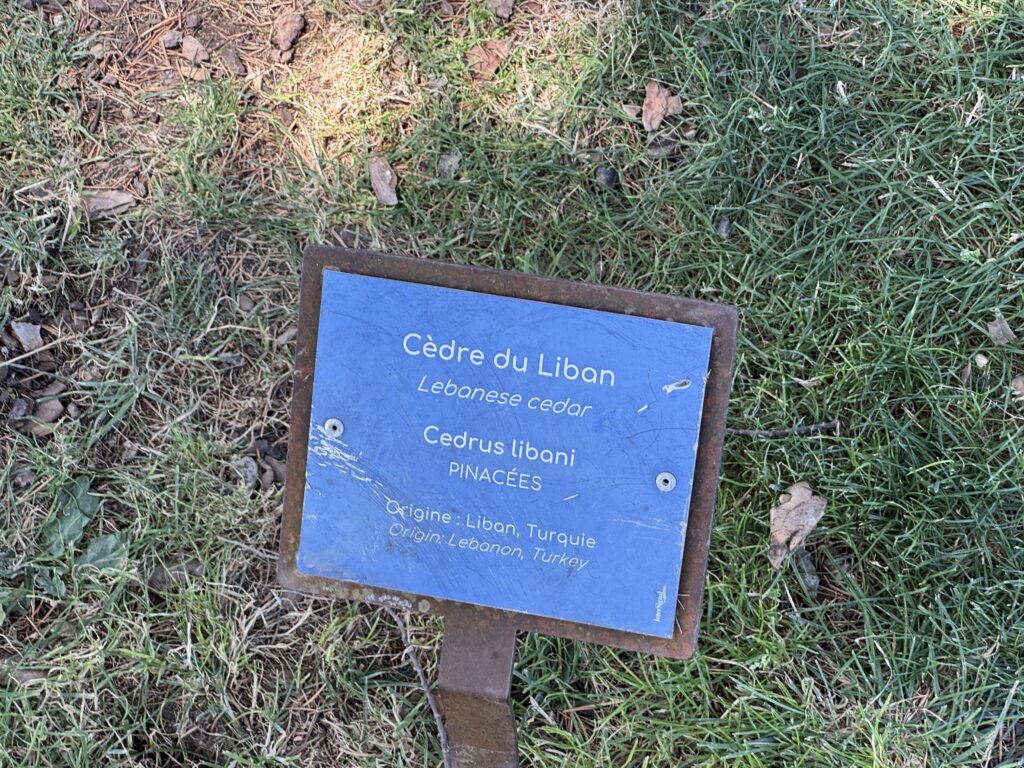 Cèdre du Liban
Lebanese cedar
Cedrus libani
PINACÉES
Origine : Liban, Turquie
Origin: Lebanon, Turkey